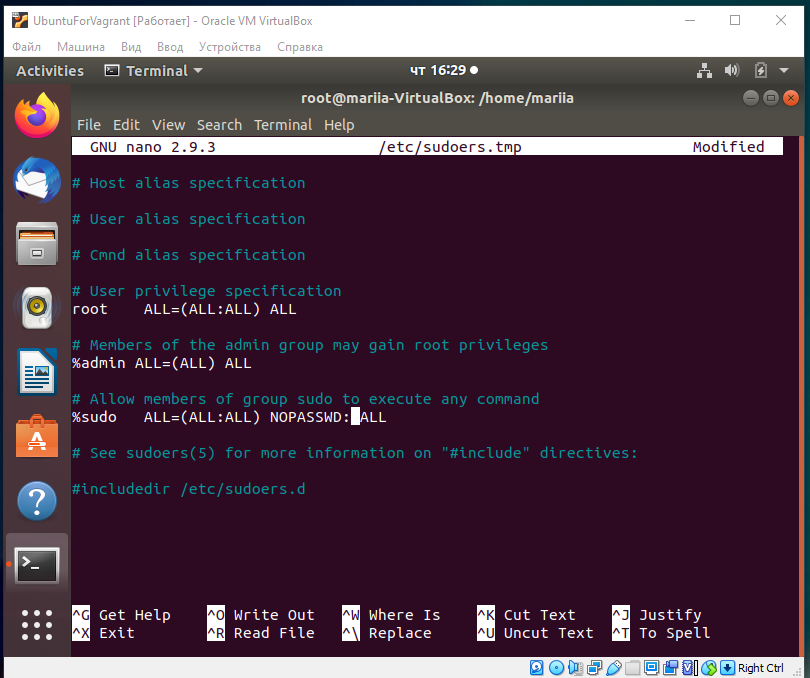 UbuntuForVagrant [Работает] - Oracle VM VirtualBox
Файл Машина Вид Ввод Устройства Справка
Activities Terminal чт 16:29
root@mariia-VirtualBox: /home/mariia
File Edit View Search Terminal Help
GNU nano 2.9.3 /etc/sudoers.tmp Modified
# Host alias specification
# User alias specification
# Cmnd alias specification
# User privilege specification
root ALL=(ALL:ALL) ALL
# Members of the admin group may gain root privileges
%admin ALL=(ALL) ALL
# Allow members of group sudo to execute any command
%sudo ALL=(ALL:ALL) NOPASSWD: ALL
# See sudoers(5) for more information on "#include" directives:
#includedir /etc/sudoers.d
^G Get Help ^O Write Out ^W Where Is ^K Cut Text ^J Justify
^X Exit ^R Read File ^\ Replace ^U Uncut Text ^T To Spell
Right Ctrl